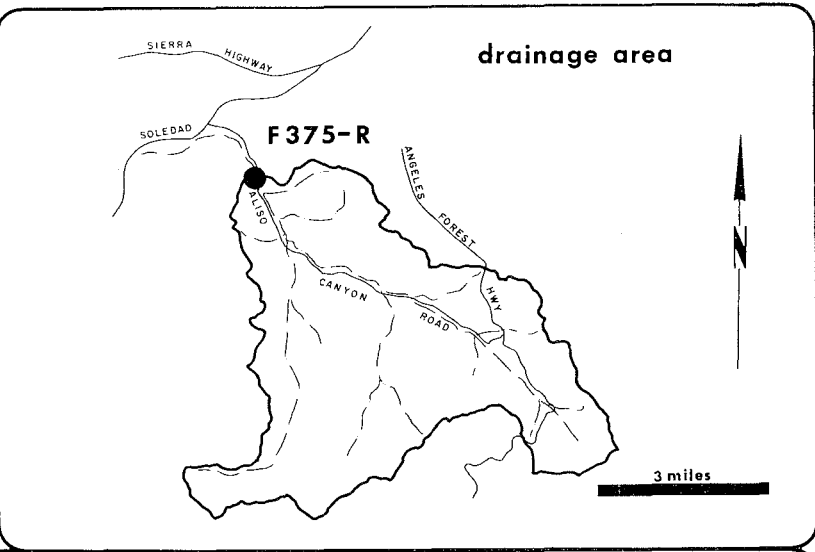 drainage area
SIERRA HIGHWAY
SOLEDAD
F375-R
ANGELES FOREST HWY
ALISO CANYON ROAD
N
3 miles